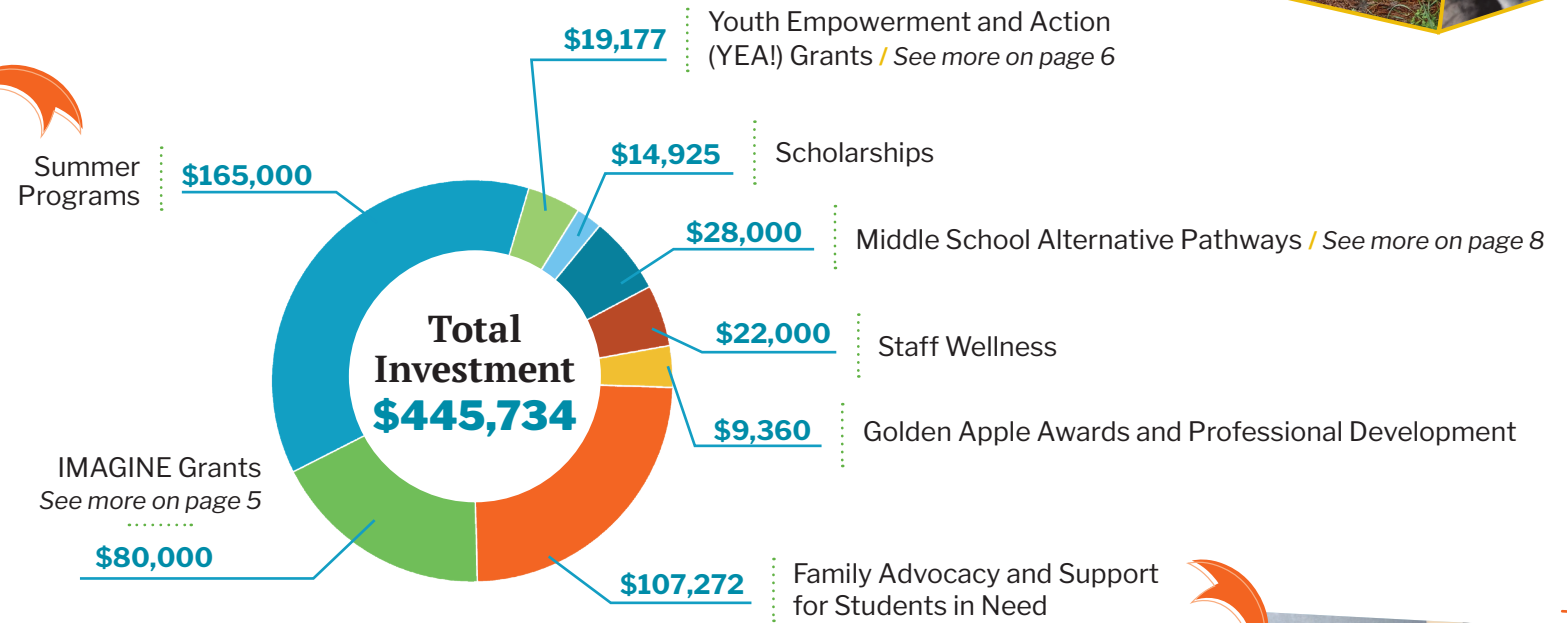 $19,177
Youth Empowerment and Action
(YEA!) Grants / See more on page 6
$14,925
Scholarships
Summer
Programs
$165,000
$28,000
Middle School Alternative Pathways / See more on page 8
Total
Investment
$445,734
$22,000
Staff Wellness
$9,360
Golden Apple Awards and Professional Development
IMAGINE Grants
See more on page 5
$80,000
$107,272
Family Advocacy and Support
for Students in Need